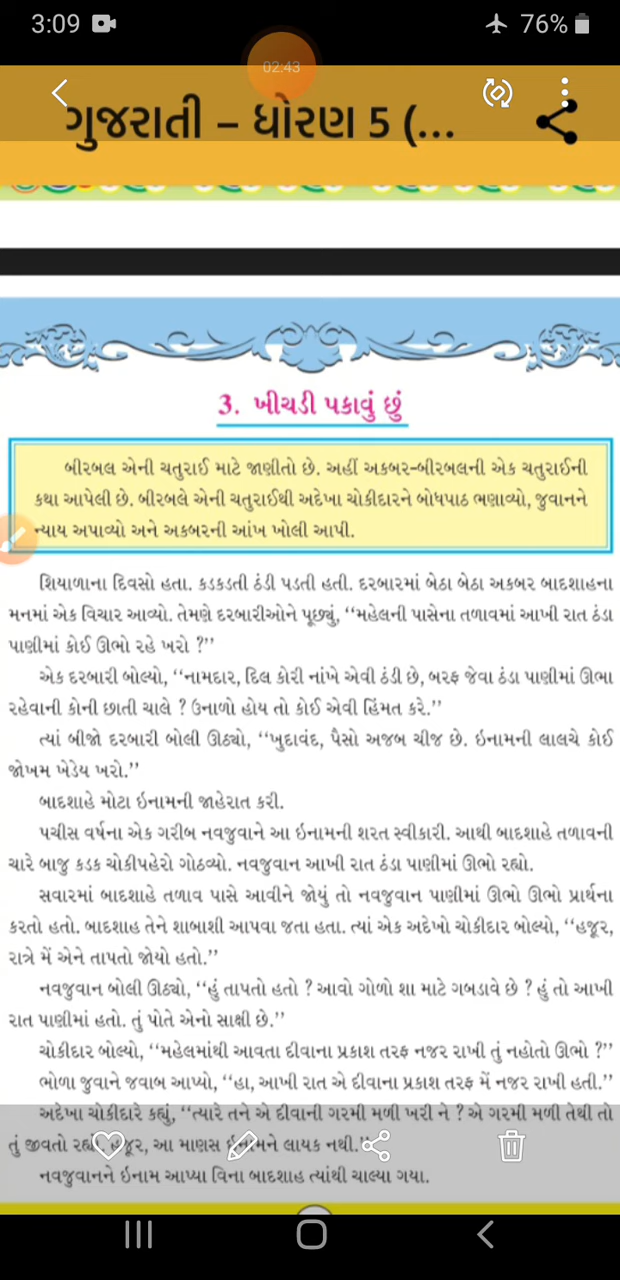 3:09
76%
02:43
ગુજરાતી – ધોરણ 5 (...
3. ખીચડી પકાવું છું
બીરબલ એની ચતુરાઈ માટે જાણીતો છે. અહીં અકબર-બીરબલની એક ચતુરાઈની
કથા આપેલી છે. બીરબલે એની ચતુરાઈથી અદેખા ચોકીદારને બોધપાઠ ભણાવ્યો, જુવાનને
ન્યાય અપાવ્યો અને અકબરની આંખ ખોલી આપી.
શિયાળાના દિવસો હતા. કડકડતી ઠંડી પડતી હતી. દરબારમાં બેઠા બેઠા અકબર બાદશાહના
મનમાં એક વિચાર આવ્યો. તેમણે દરબારીઓને પૂછ્યું, ‘‘મહેલની પાસેના તળાવમાં આખી રાત ઠંડા
પાણીમાં કોઈ ઊભો રહે ખરો ?’’
એક દરબારી બોલ્યો, ‘‘નામદાર, દિલ કોરી નાંખે એવી ઠંડી છે, બરફ જેવા ઠંડા પાણીમાં ઊભા
રહેવાની કોની છાતી ચાલે ? ઉનાળો હોય તો કોઈ એવી હિંમત કરે.’’
ત્યાં બીજો દરબારી બોલી ઊઠ્યો, ‘‘ખુદાવંદ, પૈસો અજબ ચીજ છે. ઇનામની લાલચે કોઈ
જોખમ ખેડેય ખરો.’’
બાદશાહે મોટા ઇનામની જાહેરાત કરી.
પચીસ વર્ષના એક ગરીબ નવજુવાને આ ઇનામની શરત સ્વીકારી. આથી બાદશાહે તળાવની
ચારે બાજુ કડક ચોકીપહેરો ગોઠવ્યો. નવજુવાન આખી રાત ઠંડા પાણીમાં ઊભો રહ્યો.
સવારમાં બાદશાહે તળાવ પાસે આવીને જોયું તો નવજુવાન પાણીમાં ઊભો ઊભો પ્રાર્થના
કરતો હતો. બાદશાહ તેને શાબાશી આપવા જતા હતા. ત્યાં એક અદેખો ચોકીદાર બોલ્યો, ‘‘હજૂર,
રાત્રે મેં એને તાપતો જોયો હતો.’’
નવજુવાન બોલી ઊઠ્યો, ‘‘હું તાપતો હતો ? આવો ગોળો શા માટે ગબડાવે છે ? હું તો આખી
રાત પાણીમાં હતો. તું પોતે એનો સાક્ષી છે.’’
ચોકીદાર બોલ્યો, ‘‘મહેલમાંથી આવતા દીવાના પ્રકાશ તરફ નજર રાખી તું નહોતો ઊભો ?’’
ભોળા જુવાને જવાબ આપ્યો, ‘‘હા, આખી રાત એ દીવાના પ્રકાશ તરફ મેં નજર રાખી હતી.’’
અદેખા ચોકીદારે કહ્યું, ‘‘ત્યારે તને એ દીવાની ગરમી મળી ખરી ને ? એ ગરમી મળી તેથી તો
તું જીવતો રહ્યો. હજૂર, આ માણસ ઇનામને લાયક નથી.’’
નવજુવાનને ઇનામ આપ્યા વિના બાદશાહ ત્યાંથી ચાલ્યા ગયા.